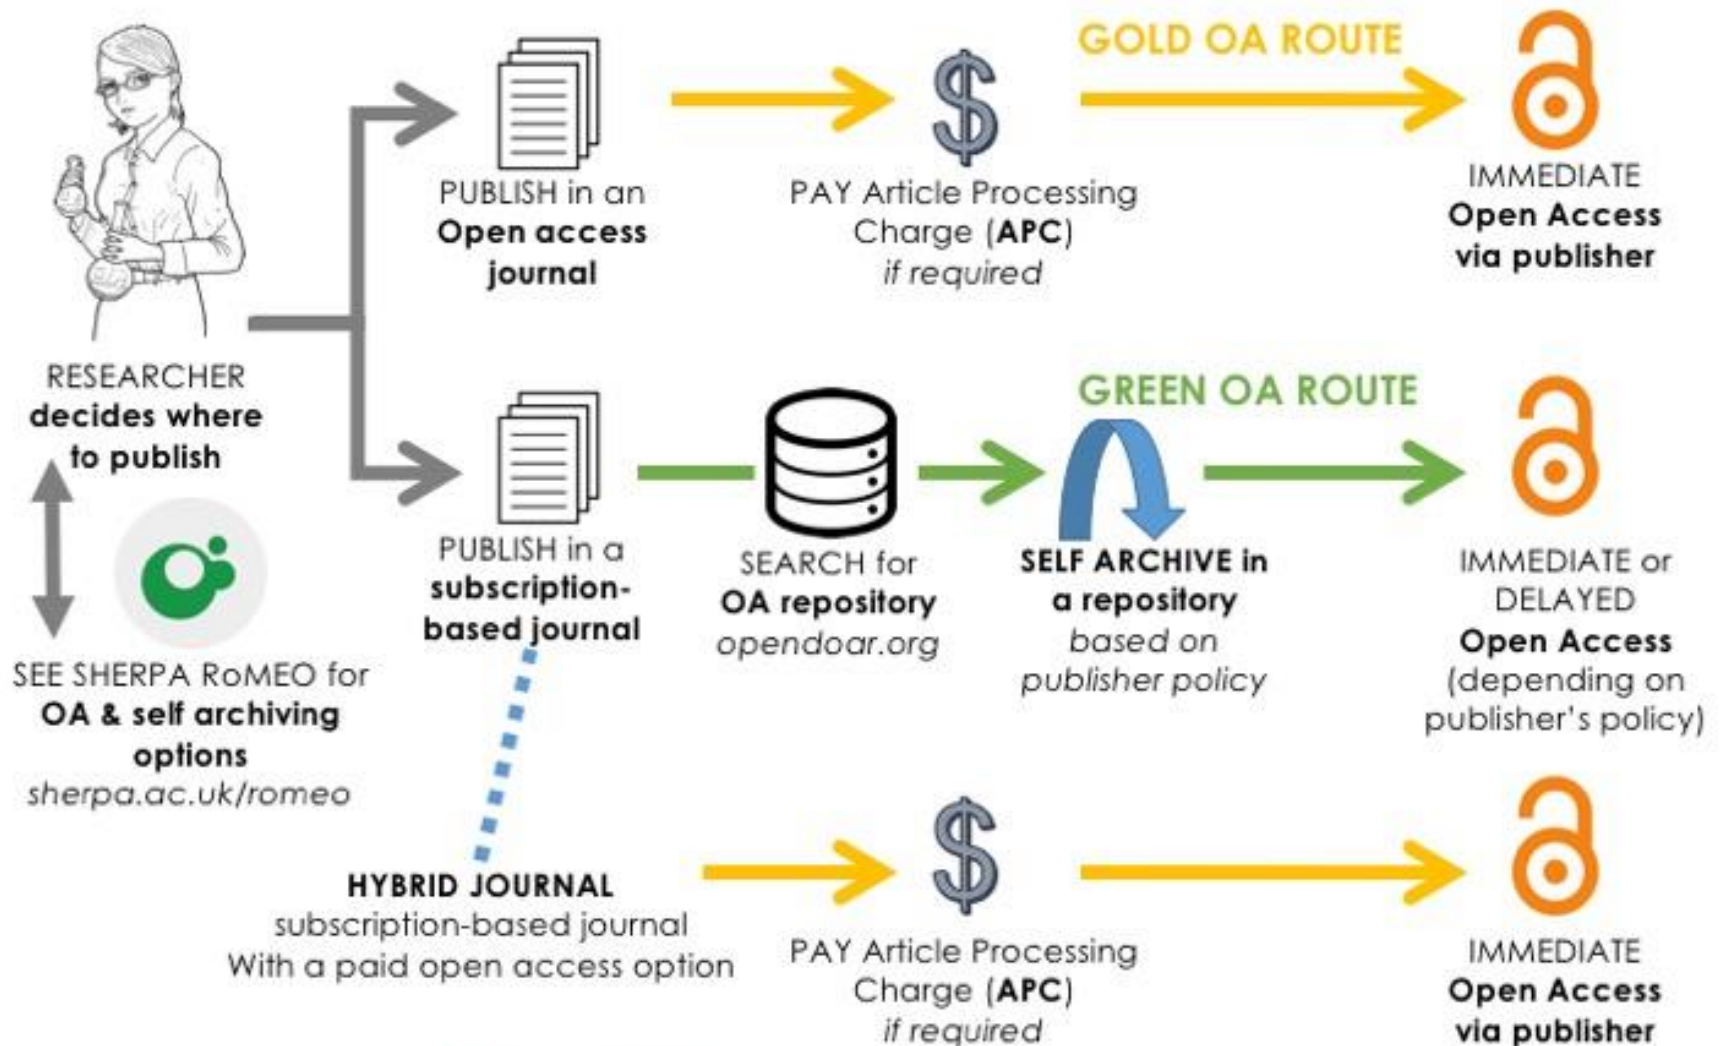 GOLD OA ROUTE
PUBLISH in an
Open access
journal
PAY Article Processing
Charge (APC)
if required
IMMEDIATE
Open Access
via publisher
RESEARCHER
decides where
to publish
SEE SHERPA RoMEO for
OA & self archiving
options
sherpa.ac.uk/romeo
GREEN OA ROUTE
PUBLISH in a
subscription-
based journal
SEARCH for
OA repository
opendoar.org
SELF ARCHIVE in
a repository
based on
publisher policy
IMMEDIATE or
DELAYED
Open Access
(depending on
publisher's policy)
HYBRID JOURNAL
subscription-based journal
With a paid open access option
PAY Article Processing
Charge (APC)
if required
IMMEDIATE
Open Access
via publisher